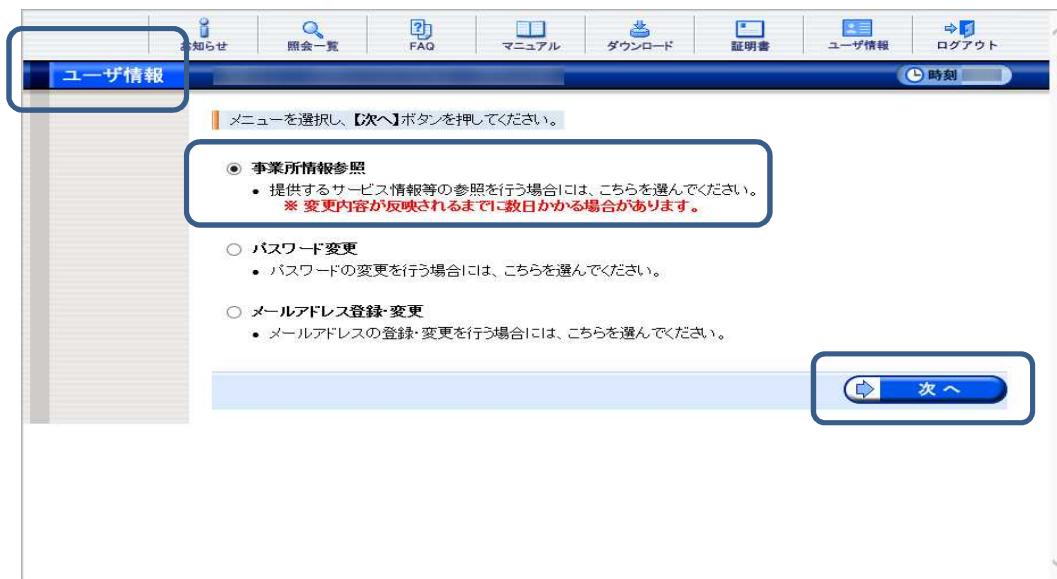 お知らせ
照会一覧
FAQ
マニュアル
ダウンロード
証明書
ユーザ情報
ログアウト
ユーザ情報
時刻
メニューを選択し、【次へ】ボタンを押してください。
事業所情報参照
• 提供するサービス情報等の参照を行う場合には、こちらを選んでください。
※ 変更内容が反映されるまでに数日かかる場合があります。
パスワード変更
• パスワードの変更を行う場合には、こちらを選んでください。
メールアドレス登録・変更
• メールアドレスの登録・変更を行う場合には、こちらを選んでください。
次へ